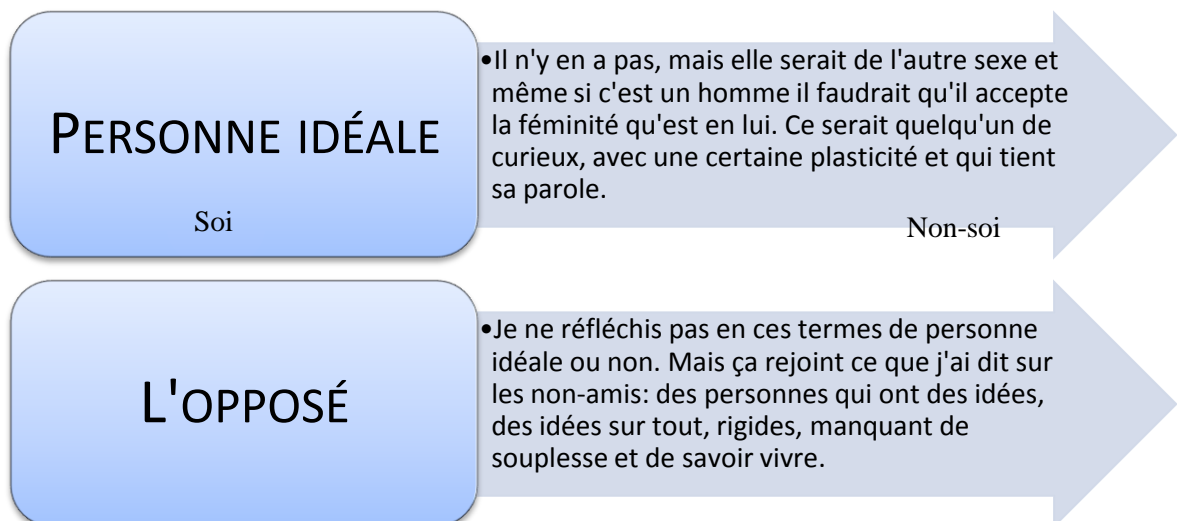 PERSONNE IDÉALE
Soi
•Il n'y en a pas, mais elle serait de l'autre sexe et
même si c'est un homme il faudrait qu'il accepte
la féminité qu'est en lui. Ce serait quelqu'un de
curieux, avec une certaine plasticité et qui tient
sa parole.
Non-soi
L'OPPOSÉ
•Je ne réfléchis pas en ces termes de personne
idéale ou non. Mais ça rejoint ce que j'ai dit sur
les non-amis: des personnes qui ont des idées,
des idées sur tout, rigides, manquant de
souplesse et de savoir vivre.